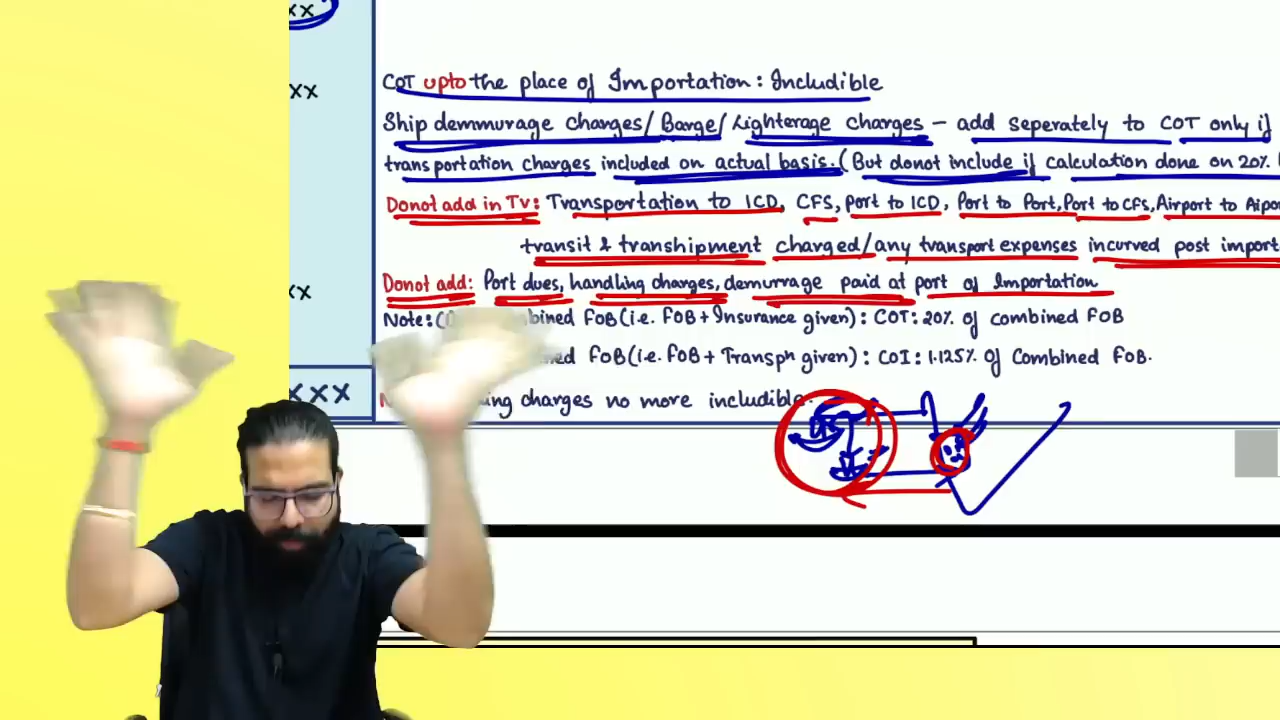 xx
COT upto the place of Importation : Includible
xx
Ship demmurage charges/ Barge/ Lighterage charges – add seperately to COT only if
transportation charges included on actual basis. (But donot include if calculation done on 20%
Donot add in TV: Transportation to ICD, CFS, Port to ICD, Port to Port, Port to CFS, Airport to Aipor
transit & transhipment charged/any transport expenses incurred post import
Donot add: Port dues, handling charges, demurrage paid at port of Importation
xx
Note: bined FOB (i.e. FOB + Insurance given) : COT : 20% of combined FOB
ned FOB (i.e. FOB + Transpn given) : COI : 1.125% of Combined FOB.
xxx
ing charges no more includible.